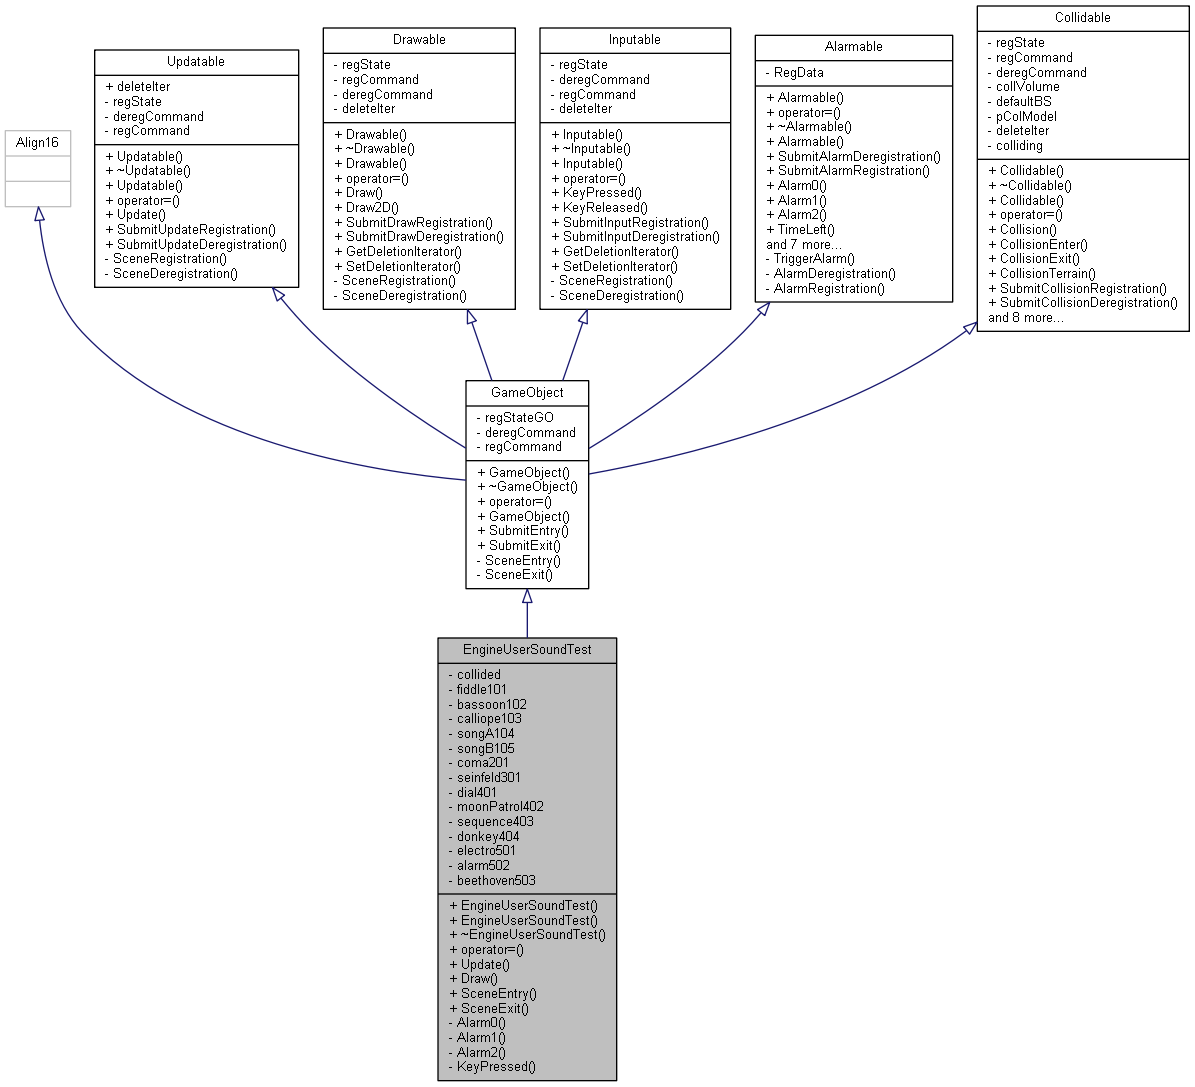 Align16
Updatable
+ deleteIter
- regState
- deregCommand
- regCommand
+ Updatable()
+ ~Updatable()
+ Updatable()
+ operator=()
+ Update()
+ SubmitUpdateRegistration()
+ SubmitUpdateDeregistration()
- SceneRegistration()
- SceneDeregistration()
Drawable
- regState
- regCommand
- deregCommand
- deleteIter
+ Drawable()
+ ~Drawable()
+ Drawable()
+ operator=()
+ Draw()
+ Draw2D()
+ SubmitDrawRegistration()
+ SubmitDrawDeregistration()
+ GetDeletionIterator()
+ SetDeletionIterator()
- SceneRegistration()
- SceneDeregistration()
Inputable
- regState
- deregCommand
- regCommand
- deleteIter
+ Inputable()
+ ~Inputable()
+ Inputable()
+ operator=()
+ KeyPressed()
+ KeyReleased()
+ SubmitInputRegistration()
+ SubmitInputDeregistration()
+ GetDeletionIterator()
+ SetDeletionIterator()
- SceneRegistration()
- SceneDeregistration()
Alarmable
- RegData
+ Alarmable()
+ operator=()
+ ~Alarmable()
+ Alarmable()
+ SubmitAlarmDeregistration()
+ SubmitAlarmRegistration()
+ Alarm0()
+ Alarm1()
+ Alarm2()
+ TimeLeft()
and 7 more...
- TriggerAlarm()
- AlarmDeregistration()
- AlarmRegistration()
Collidable
- regState
- regCommand
- deregCommand
- collVolume
- defaultBS
- pColModel
- deleteIter
- colliding
+ Collidable()
+ ~Collidable()
+ Collidable()
+ operator=()
+ Collision()
+ CollisionEnter()
+ CollisionExit()
+ CollisionTerrain()
+ SubmitCollisionRegistration()
+ SubmitCollisionDeregistration()
and 8 more...
GameObject
- regStateGO
- deregCommand
- regCommand
+ GameObject()
+ ~GameObject()
+ operator=()
+ GameObject()
+ SubmitEntry()
+ SubmitExit()
- SceneEntry()
- SceneExit()
EngineUserSoundTest
- collided
- fiddle101
- bassoon102
- calliope103
- songA104
- songB105
- coma201
- seinfeld301
- dial401
- moonPatrol402
- sequence403
- donkey404
- electro501
- alarm502
- beethoven503
+ EngineUserSoundTest()
+ EngineUserSoundTest()
+ ~EngineUserSoundTest()
+ operator=()
+ Update()
+ Draw()
+ SceneEntry()
+ SceneExit()
- Alarm0()
- Alarm1()
- Alarm2()
- KeyPressed()